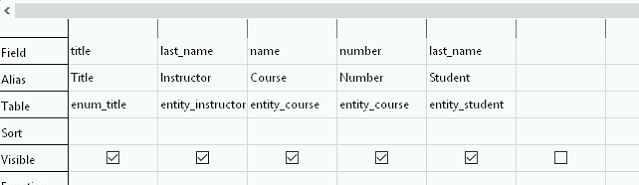 Field title last_name name number last_name
Alias Title Instructor Course Number Student
Table enum_title entity_instructor entity_course entity_course entity_student
Sort
Visible